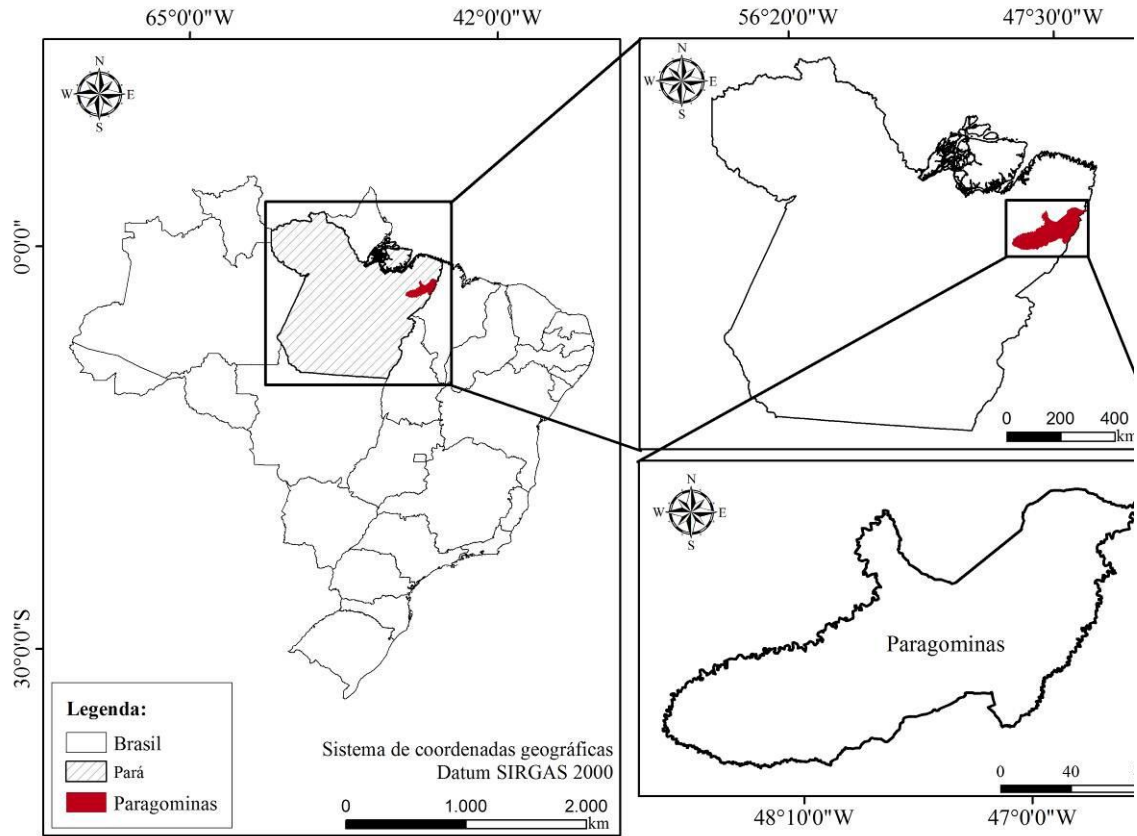 65°0'0"W
42°0'0"W
56°20'0"W
47°30'0"W
N
W E
S
N
W E
S
0°0'0"
0 200 400
km
N
W E
S
Paragominas
30°0'0"S
Legenda:
Brasil
Pará
Paragominas
Sistema de coordenadas geográficas
Datum SIRGAS 2000
0 1.000 2.000
km
0 40
48°10'0"W
47°0'0"W